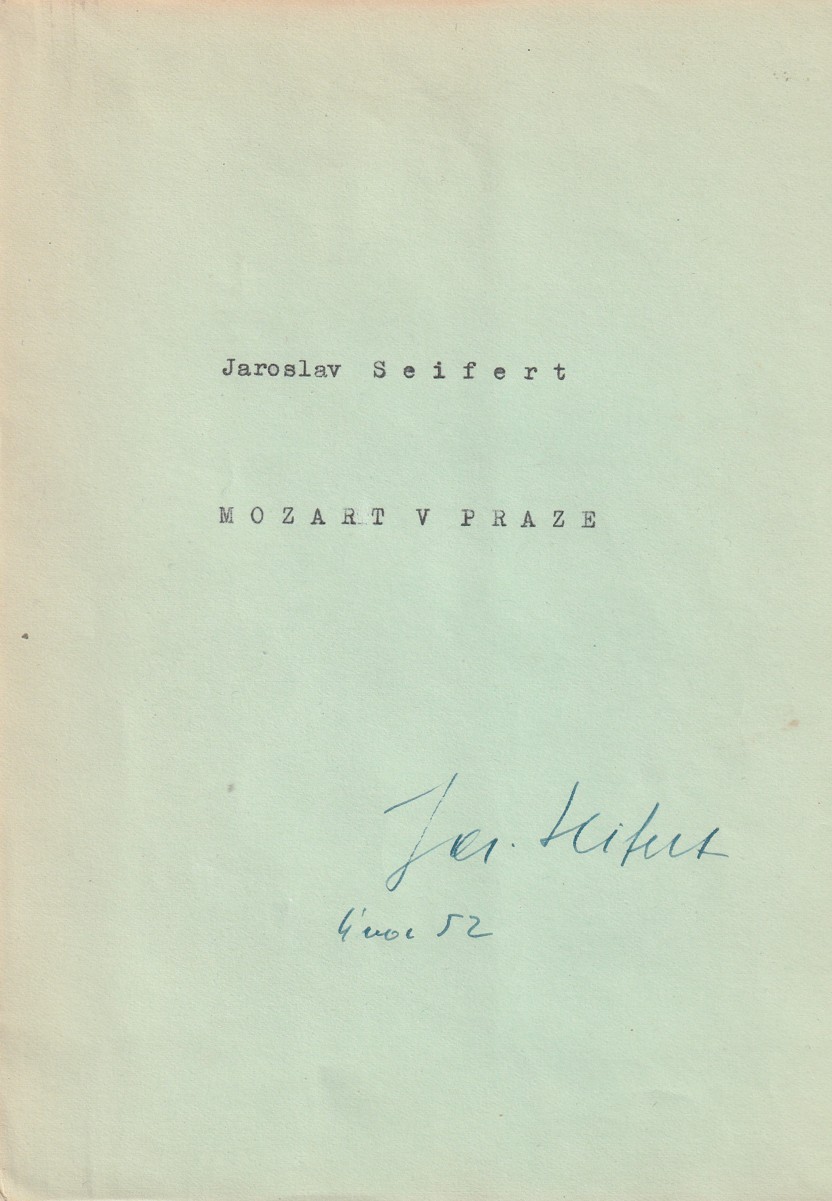 Jaroslav Seifert
MOZART V PRAZE
Jar. Seifert
únor 52